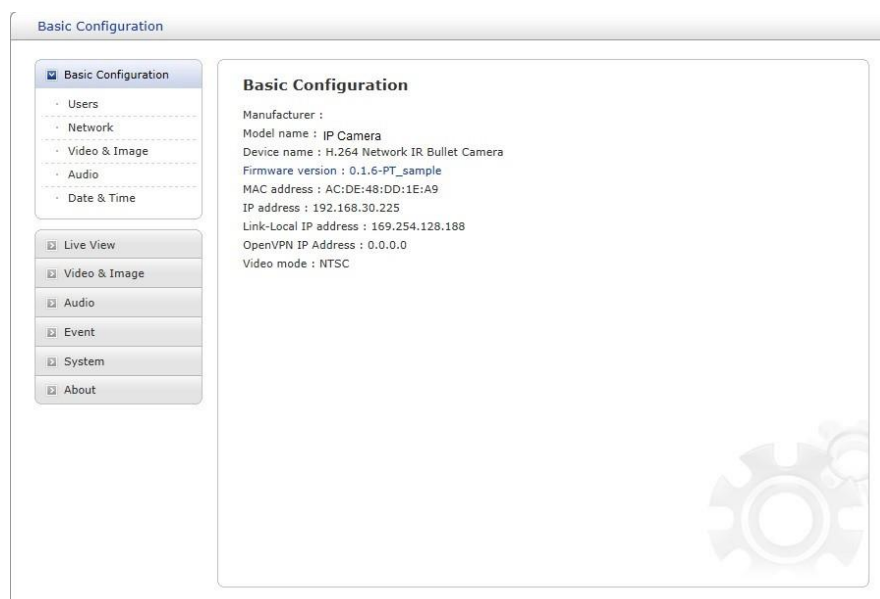 Basic Configuration
Basic Configuration
Users
Network
Video & Image
Audio
Date & Time
Live View
Video & Image
Audio
Event
System
About
Basic Configuration
Manufacturer :
Model name : IP Camera
Device name : H.264 Network IR Bullet Camera
Firmware version : 0.1.6-PT_sample
MAC address : AC:DE:48:DD:1E:A9
IP address : 192.168.30.225
Link-Local IP address : 169.254.128.188
OpenVPN IP Address : 0.0.0.0
Video mode : NTSC